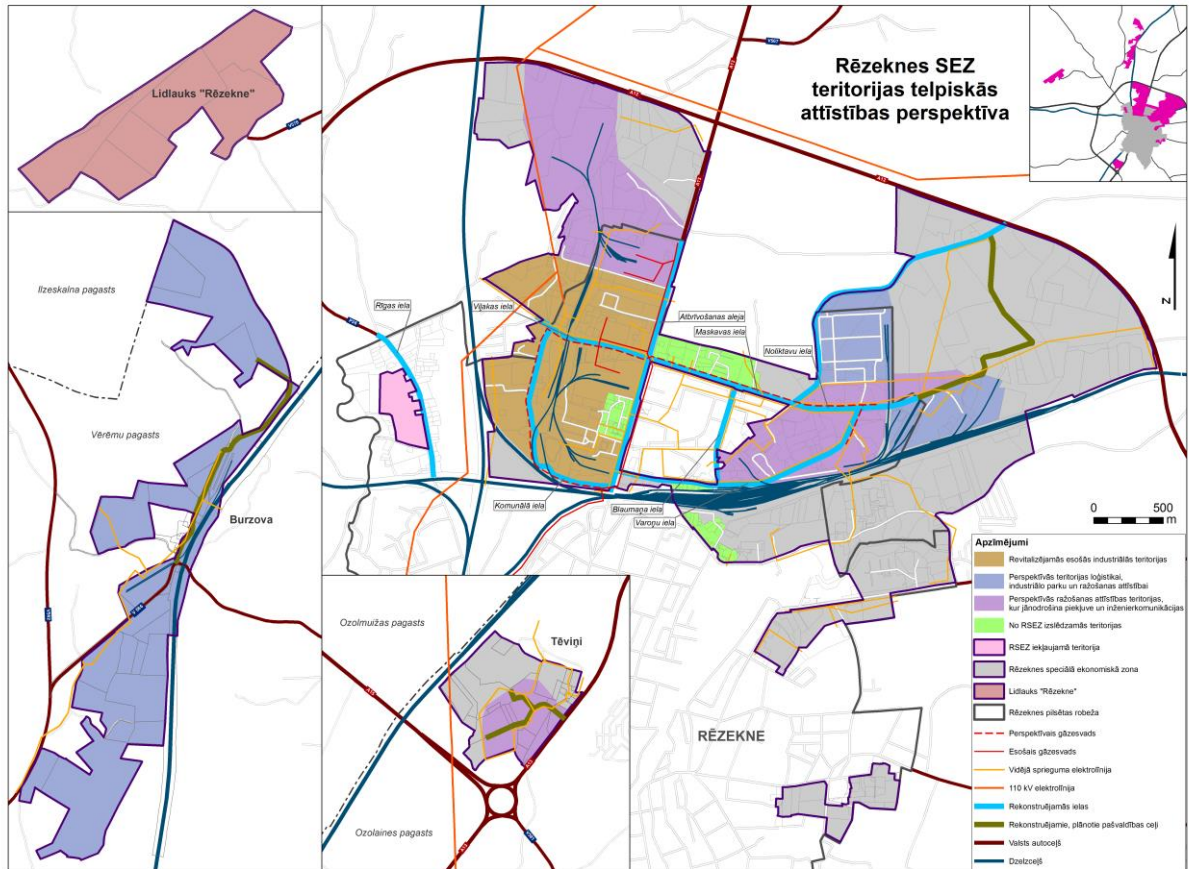 Rēzeknes SEZ
teritorijas telpiskās
attīstības perspektīva
Lidlauks "Rēzekne"
Ilzeskalna pagasts
Vērēmu pagasts
Burzova
Rīgas iela
Viļakas iela
Atbrīvošanas aleja
Maskavas iela
Noliktavu iela
Komunālā iela
Blaumaņa iela
Varoņu iela
Ozolmuižas pagasts
Tēviņi
Ozolaines pagasts
RĒZEKNE
N
0 500
m
Apzīmējumi
Revitalizējamās esošās industriālās teritorijas
Perspektīvās teritorijas loģistikai,
industriālo parku un ražošanas attīstībai
Perspektīvās ražošanas attīstības teritorijas,
kur jānodrošina piekļuve un inženierkomunikācijas
No RSEZ izslēdzamās teritorijas
RSEZ iekļaujamā teritorija
Rēzeknes speciālā ekonomiskā zona
Lidlauks "Rēzekne"
Rēzeknes pilsētas robeža
Perspektīvais gāzesvads
Esošais gāzesvads
Vidējā sprieguma elektrolīnija
110 kV elektrolīnija
Rekonstruējamās ielas
Rekonstruējamie, plānotie pašvaldības ceļi
Valsts autoceļš
Dzelzceļš